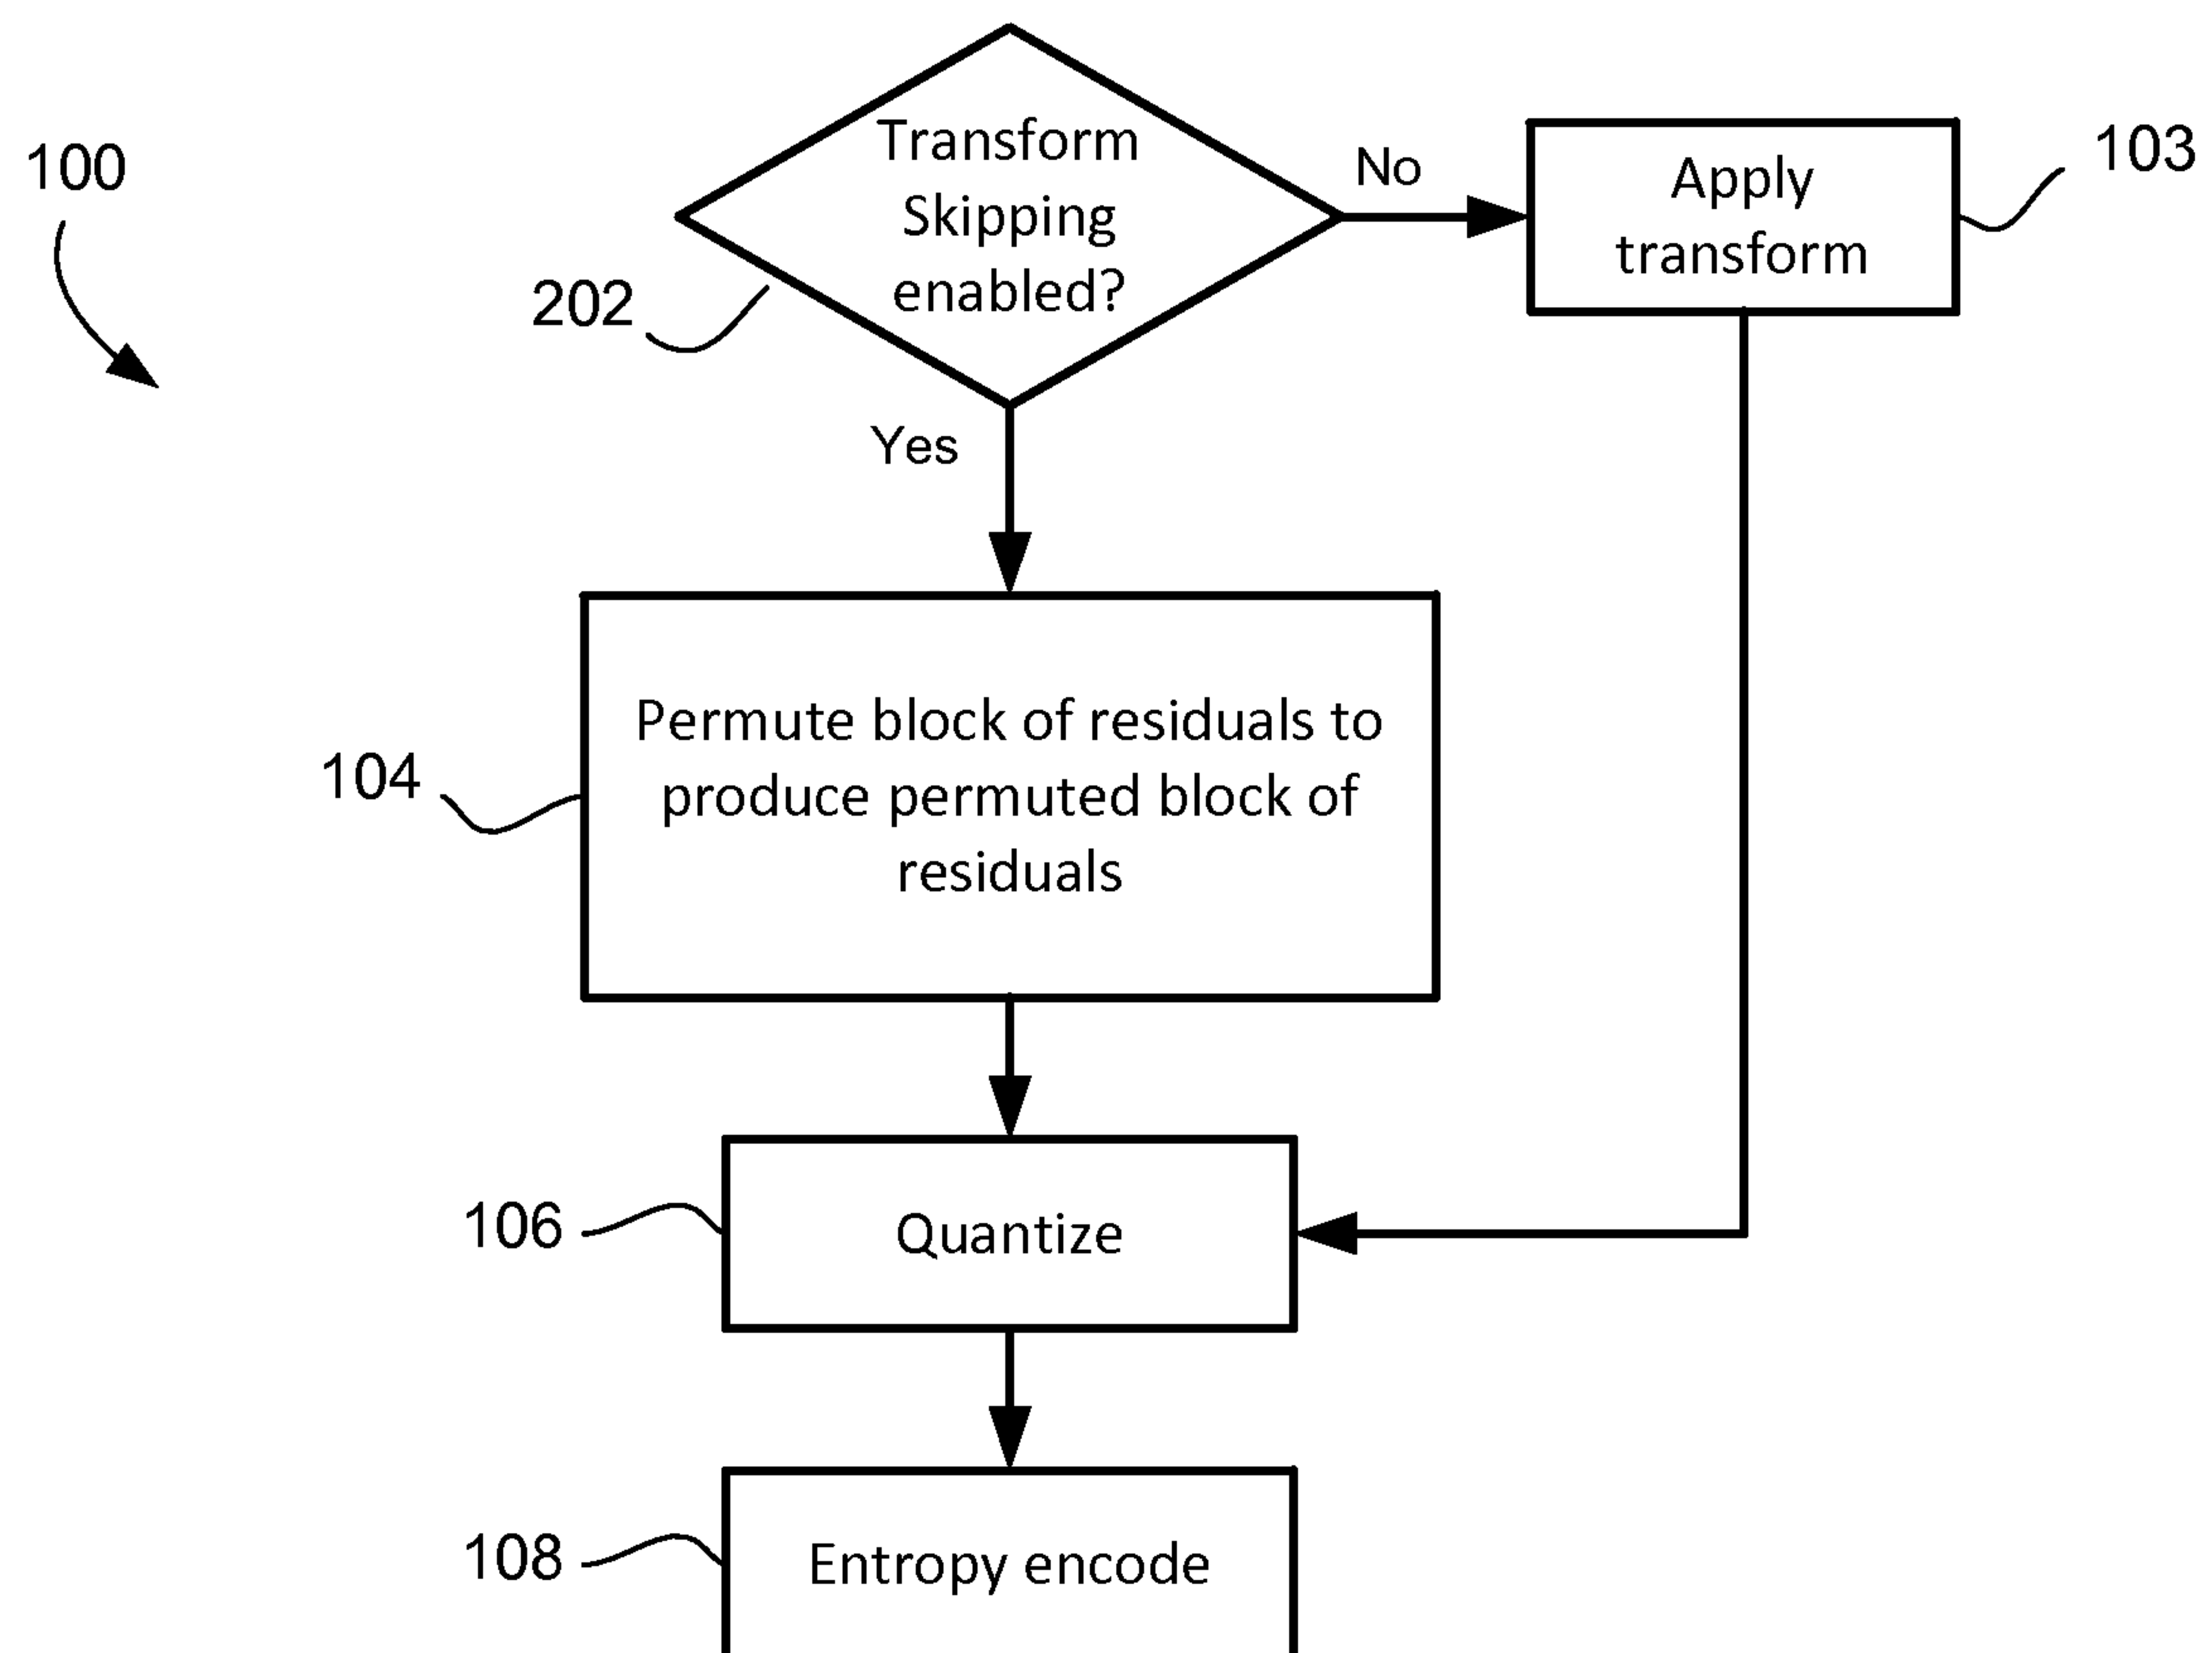 100
Transform
Skipping
enabled?
No
Apply
transform
103
202
Yes
Permute block of residuals to
produce permuted block of
residuals
104
106
Quantize
108
Entropy encode